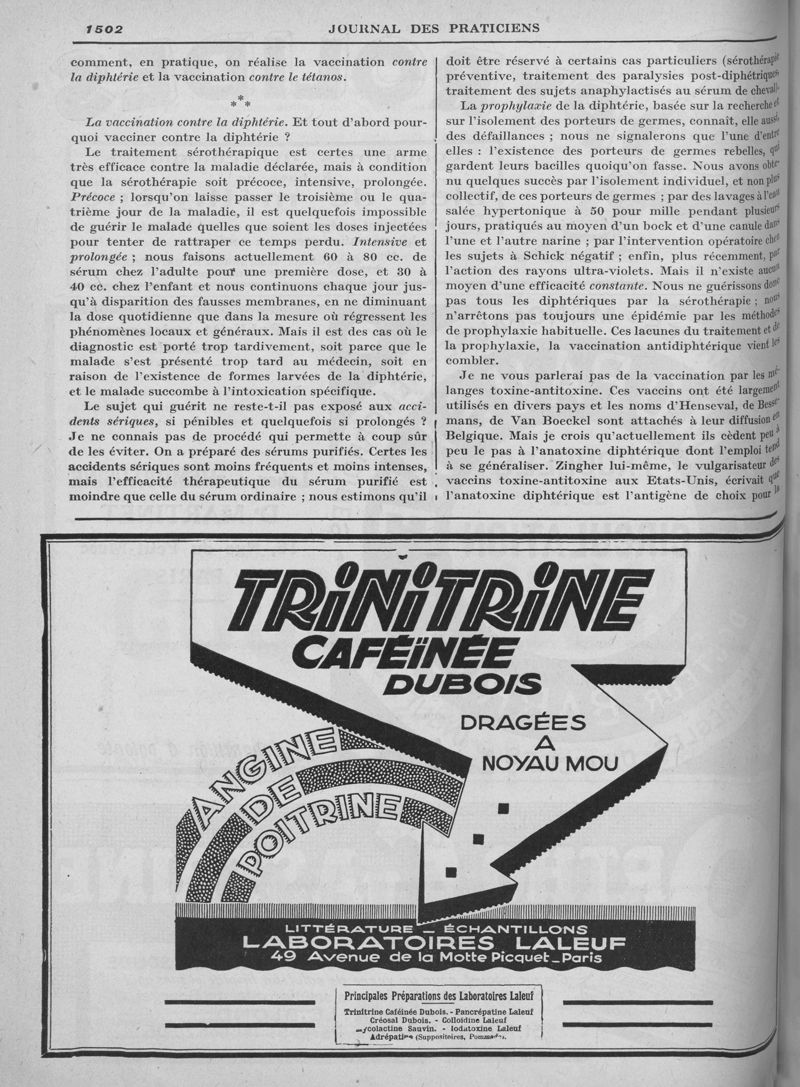 1502
JOURNAL DES PRATICIENS
comment, en pratique, on réalise la vaccination contre
la diphtérie et la vaccination contre le tétanos.
*
* *
La vaccination contre la diphtérie. Et tout d'abord pour-
quoi vacciner contre la diphtérie ?
Le traitement sérothérapique est certes une arme
très efficace contre la maladie déclarée, mais à condition
que la sérothérapie soit précoce, intensive, prolongée.
Précoce ; lorsqu'on laisse passer le troisième ou le qua-
trième jour de la maladie, il est quelquefois impossible
de guérir le malade quelles que soient les doses injectées
pour tenter de rattraper ce temps perdu. Intensive et
prolongée ; nous faisons actuellement 60 à 80 cc. de
sérum chez l'adulte pour une première dose, et 30 à
40 cc. chez l'enfant et nous continuons chaque jour jus-
qu'à disparition des fausses membranes, en ne diminuant
la dose quotidienne que dans la mesure où régressent les
phénomènes locaux et généraux. Mais il est des cas où le
diagnostic est porté trop tardivement, soit parce que le
malade s'est présenté trop tard au médecin, soit en
raison de l'existence de formes larvées de la diphtérie,
et le malade succombe à l'intoxication spécifique.
Le sujet qui guérit ne reste-t-il pas exposé aux acci-
dents sériques, si pénibles et quelquefois si prolongés ?
Je ne connais pas de procédé qui permette à coup sûr
de les éviter. On a préparé des sérums purifiés. Certes les
accidents sériques sont moins fréquents et moins intenses,
mais l'efficacité thérapeutique du sérum purifié est
moindre que celle du sérum ordinaire ; nous estimons qu'il
doit être réservé à certains cas particuliers (sérothérapie
préventive, traitement des paralysies post-diphétriques,
traitement des sujets anaphylactisés au sérum de cheval).
La prophylaxie de la diphtérie, basée sur la recherche et
sur l'isolement des porteurs de germes, connaît, elle aussi,
des défaillances ; nous ne signalerons que l'une d'entre
elles : l'existence des porteurs de germes rebelles, qui
gardent leurs bacilles quoiqu'on fasse. Nous avons obte-
nu quelques succès par l'isolement individuel, et non plus
collectif, de ces porteurs de germes ; par des lavages à l'eau
salée hypertonique à 50 pour mille pendant plusieurs
jours, pratiqués au moyen d'un bock et d'une canule dans
l'une et l'autre narine ; par l'intervention opératoire chez
les sujets à Schick négatif ; enfin, plus récemment, par
l'action des rayons ultra-violets. Mais il n'existe aucun
moyen d'une efficacité constante. Nous ne guérissons donc
pas tous les diphtériques par la sérothérapie ; nous
n'arrêtons pas toujours une épidémie par les méthodes
de prophylaxie habituelle. Ces lacunes du traitement et de
la prophylaxie, la vaccination antidiphtérique vient les
combler.
Je ne vous parlerai pas de la vaccination par les mé-
langes toxine-antitoxine. Ces vaccins ont été largement
utilisés en divers pays et les noms d'Henseval, de Besse-
mans, de Van Boeckel sont attachés à leur diffusion en
Belgique. Mais je crois qu'actuellement ils cèdent peu à
peu le pas à l'anatoxine diphtérique dont l'emploi tend
à se généraliser. Zingher lui-même, le vulgarisateur des
vaccins toxine-antitoxine aux Etats-Unis, écrivait que
l'anatoxine diphtérique est l'antigène de choix pour la
TRINITRINE
CAFÉINÉE
DUBOIS
DRAGÉES
A
NOYAU MOU
ANGINE
DE
POITRINE
LITTÉRATURE _ ÉCHANTILLONS
LABORATOIRES LALEUF
49 Avenue de la Motte Picquet_Paris
Principales Préparations des Laboratoires Laleuf
Trinitrine Caféinée Dubois. - Pancrépatine Laleuf
Créosal Dubois. - Colloïdine Laleuf
Sauvin. - Iodatoxine Laleuf
(Suppositoires,